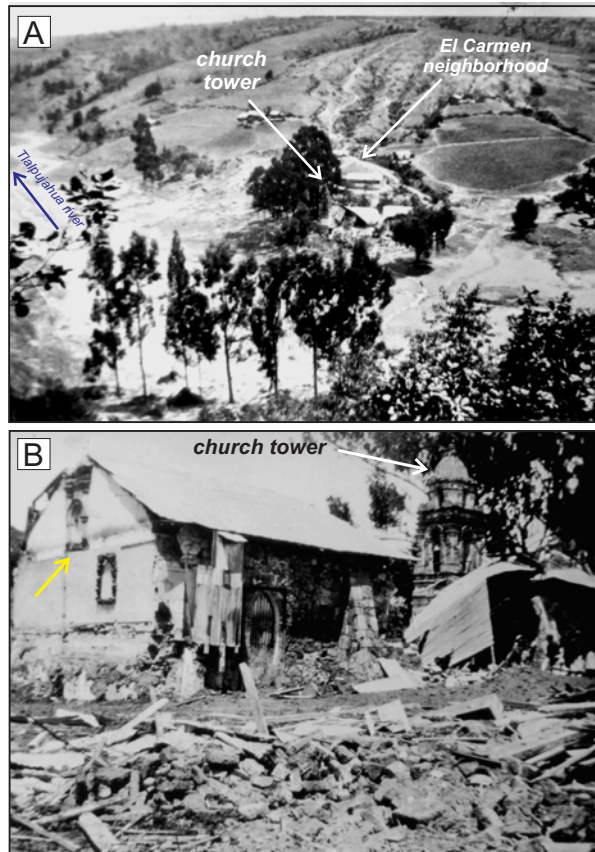 A
church
tower
El Carmen
neighborhood
Tlalpujahua river
B
church tower